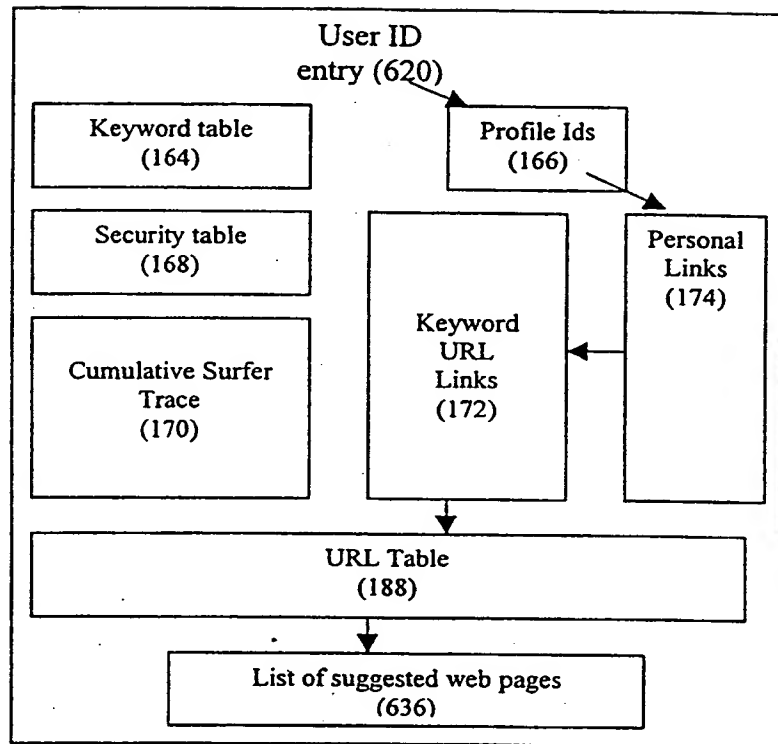 User ID
entry (620)
Keyword table
(164)
Profile Ids
(166)
Security table
(168)
Personal
Links
(174)
Keyword
URL
Links
(172)
Cumulative Surfer
Trace
(170)
URL Table
(188)
List of suggested web pages
(636)